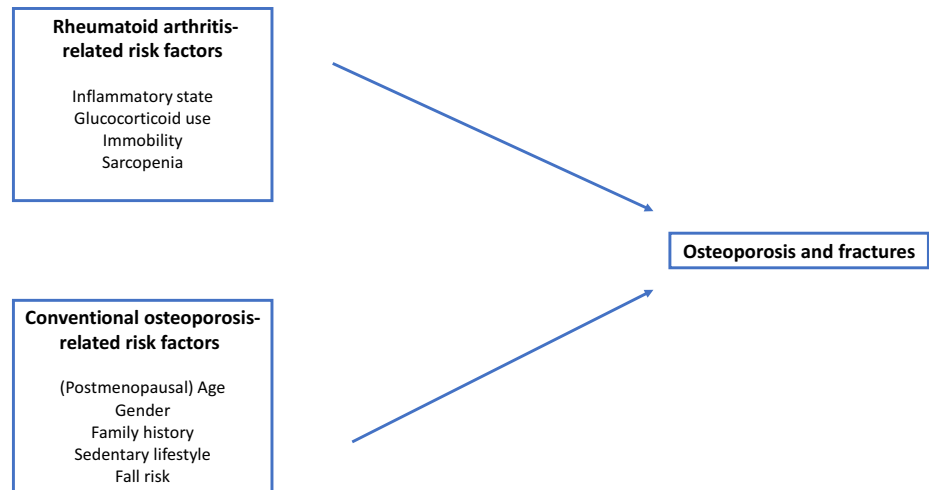 Rheumatoid arthritis-
related risk factors
Inflammatory state
Glucocorticoid use
Immobility
Sarcopenia
Osteoporosis and fractures
Conventional osteoporosis-
related risk factors
(Postmenopausal) Age
Gender
Family history
Sedentary lifestyle
Fall risk